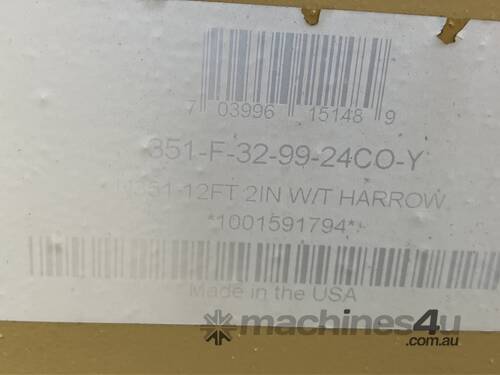 7 03996 15148 9
351-F-32-99-24CO-Y
351-12FT 2IN W/T HARROW
*1001591794*
Made in the USA
machines4u
.com.au